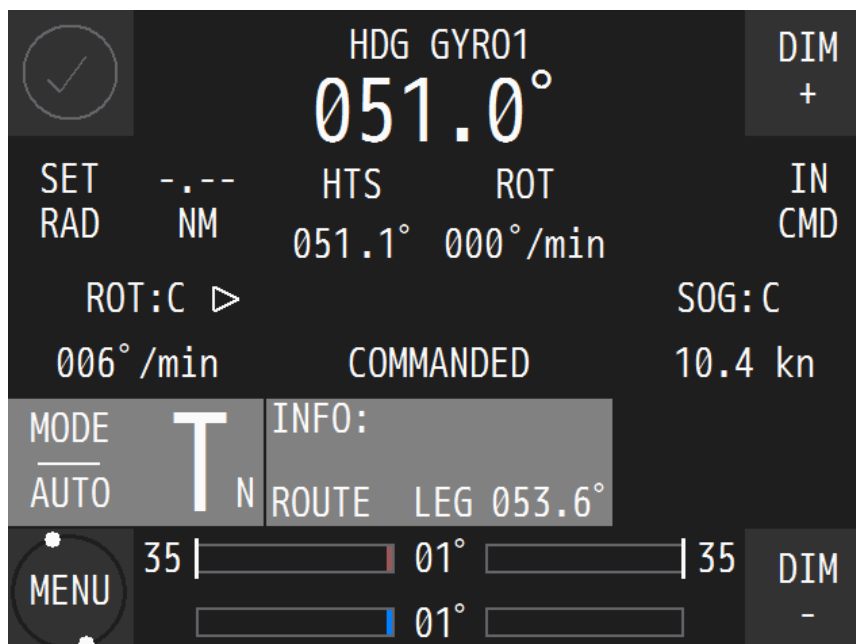 HDG GYRO1
DIM
+
051.0°
SET RAD
-.-- NM
HTS
ROT
IN CMD
051.1°
000°/min
ROT:C
SOG:C
006°/min
COMMANDED
10.4 kn
MODE
AUTO
T N
INFO:
ROUTE LEG 053.6°
MENU
35
01°
35
01°
DIM
-